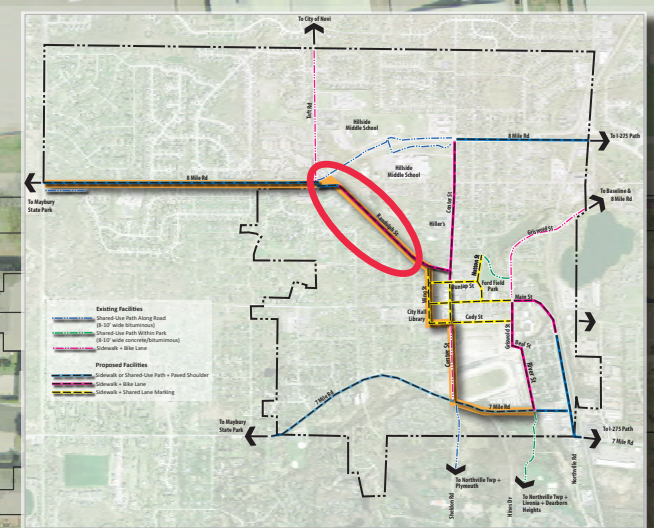 To City of Novi
Taft Rd
Hillside
Middle School
8 Mile Rd
To I-275 Path
8 Mile Rd
Hillside
Middle School
To Maybury
State Park
Center St
To Baseline &
8 Mile Rd
Randolph St
Hiller's
Griswold St
Wing St
Dunlap St
Ford Field
Park
Main St
City Hall
Library
Cady St
Griswold St
Beal St
River St
Center St
Existing Facilities
Shared-Use Path Along Road
(8-10' wide bituminous)
Shared-Use Path Within Park
(8-10' wide concrete/bituminous)
Sidewalk + Bike Lane
Proposed Facilities
Sidewalk or Shared-Use Path + Paved Shoulder
Sidewalk + Bike Lane
Sidewalk + Shared Lane Marking
7 Mile Rd
7 Mile Rd
To Maybury
State Park
To I-275 Path
7 Mile Rd
Northville Rd
To Northville Twp +
Plymouth
Sheldon Rd
Hines Dr
To Northville Twp +
Livonia + Dearborn
Heights